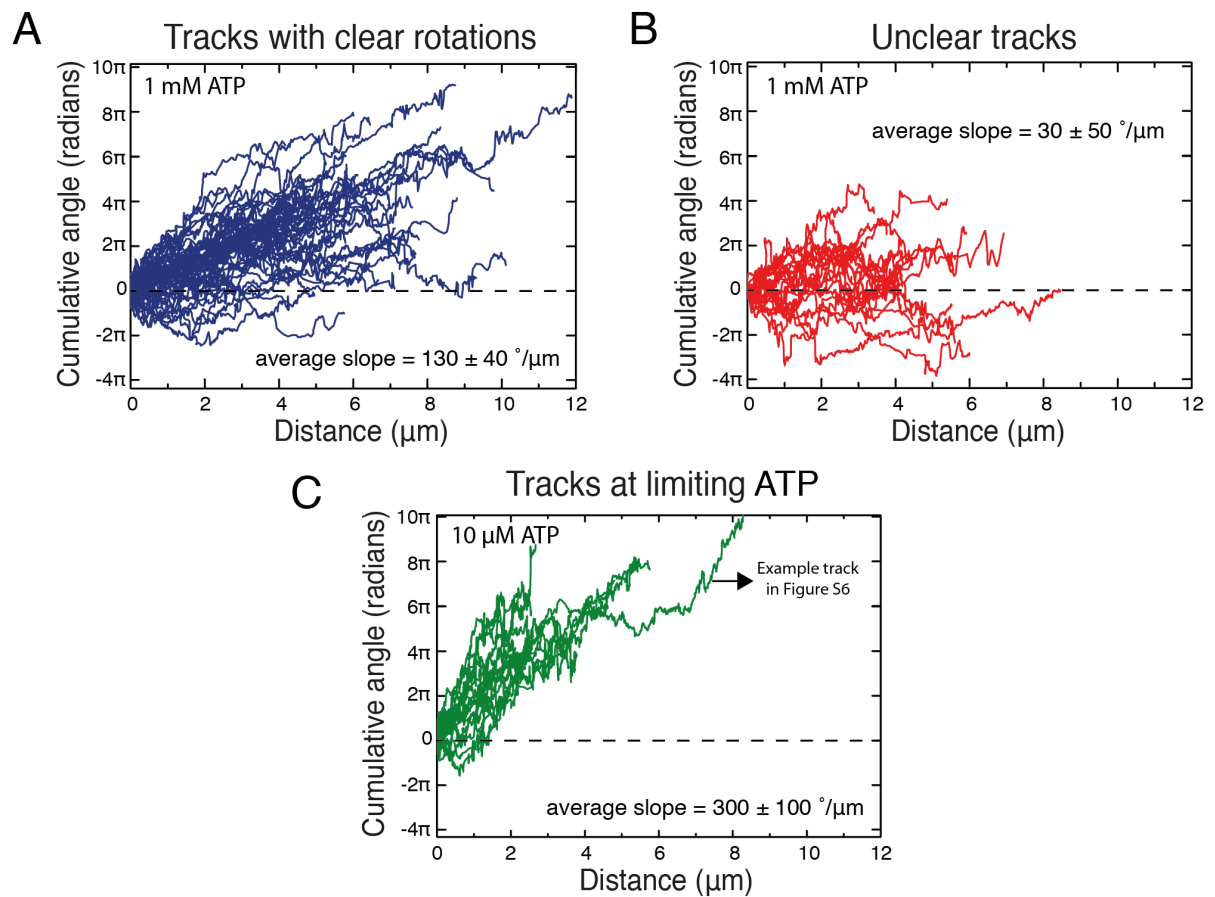 A
Tracks with clear rotations
Cumulative angle (radians)
10π
8π
6π
4π
2π
0
-2π
-4π
1 mM ATP
average slope = 130 ± 40 °/μm
0 2 4 6 8 10 12
Distance (μm)
B
Unclear tracks
Cumulative angle (radians)
10π
8π
6π
4π
2π
0
-2π
-4π
1 mM ATP
average slope = 30 ± 50 °/μm
0 2 4 6 8 10 12
Distance (μm)
C
Tracks at limiting ATP
Cumulative angle (radians)
10π
8π
6π
4π
2π
0
-2π
-4π
10 μM ATP
Example track
in Figure S6
average slope = 300 ± 100 °/μm
0 2 4 6 8 10 12
Distance (μm)